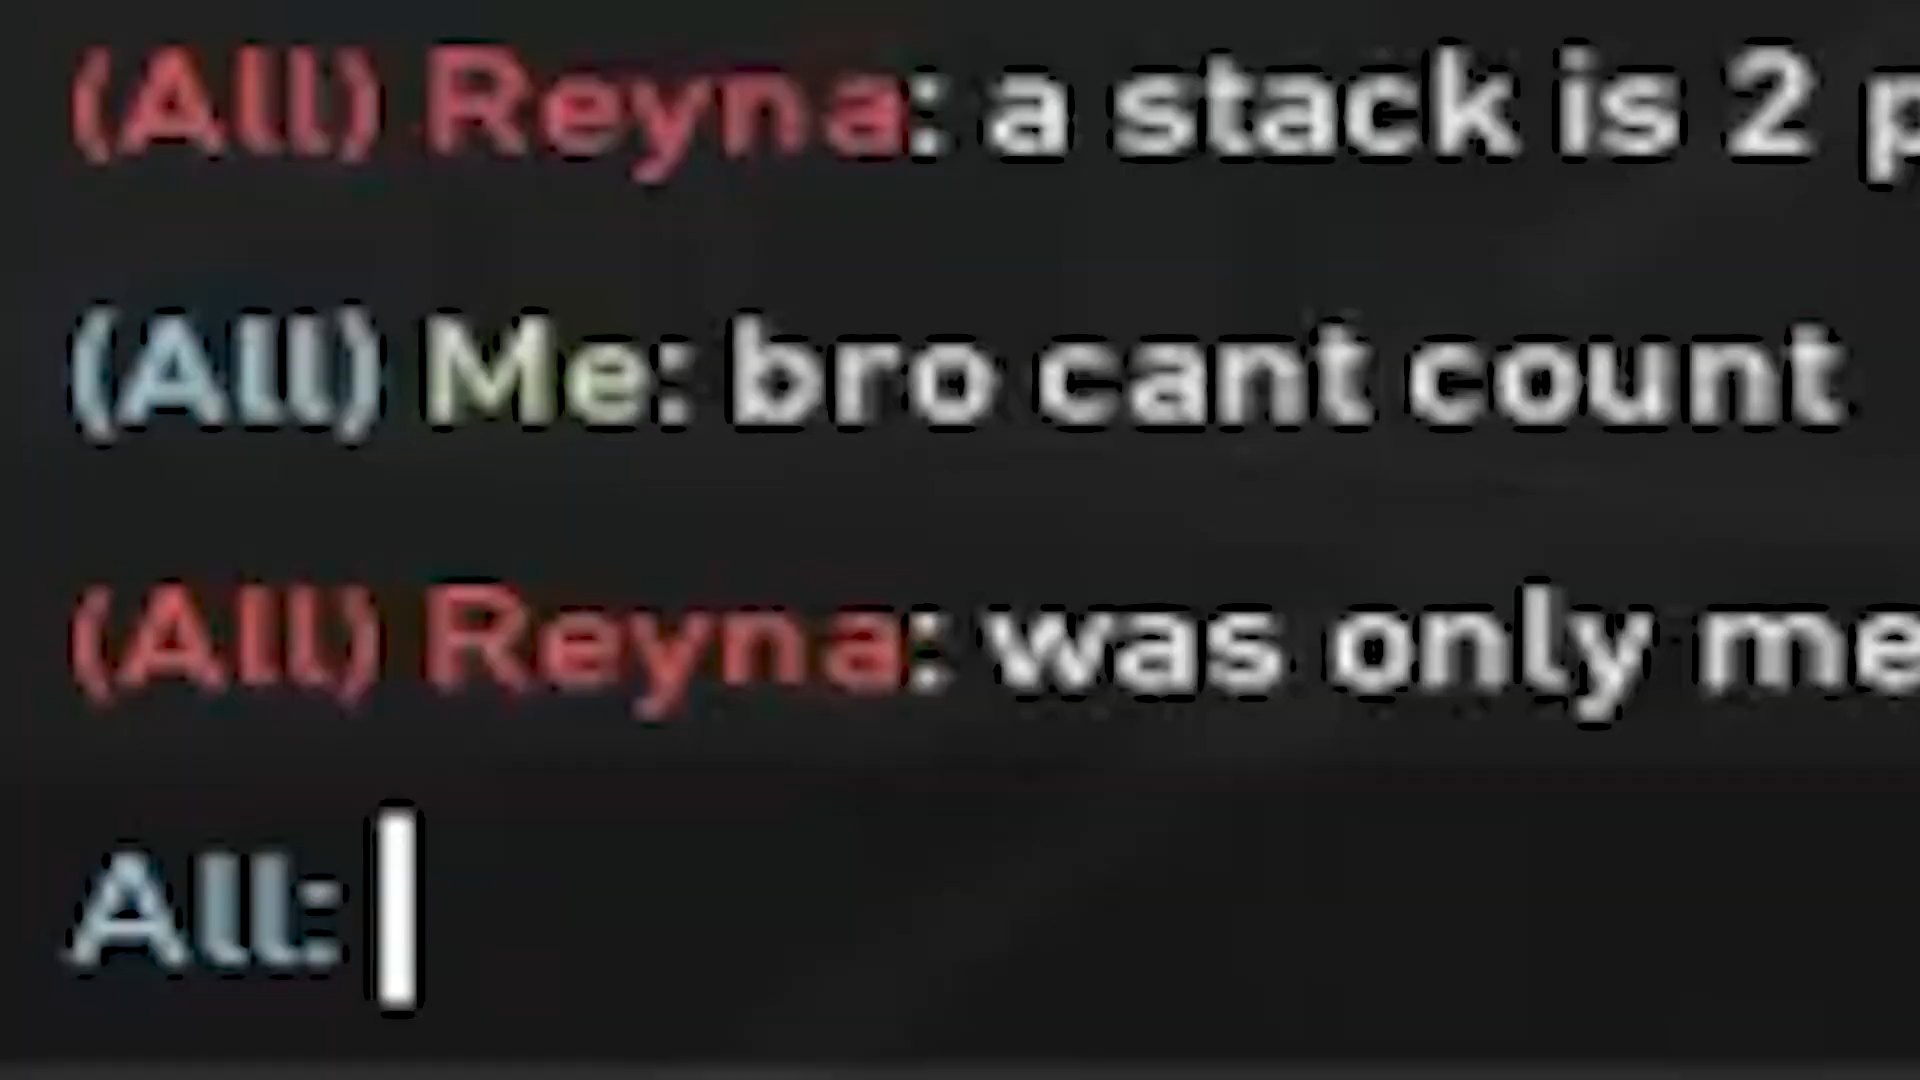 (All) Reyna: a stack is 2 p
(All) Me: bro cant count
(All) Reyna: was only me
All: